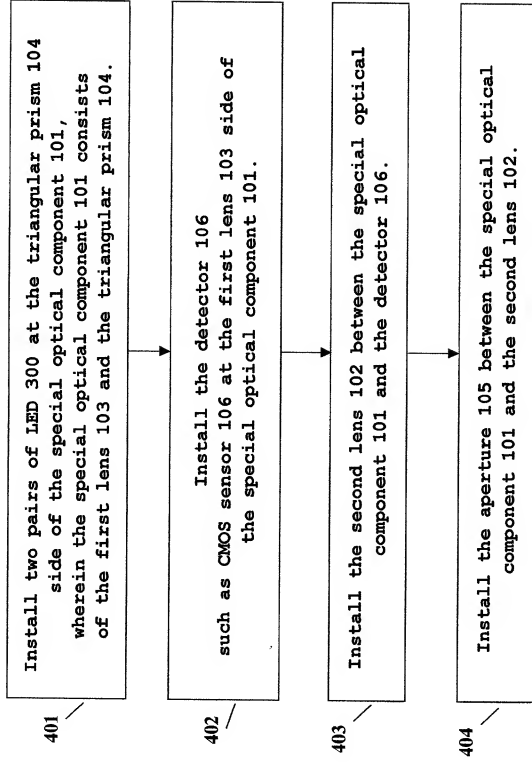 401
Install two pairs of LED 300 at the triangular prism 104
side of the special optical component 101,
wherein the special optical component 101 consists
of the first lens 103 and the triangular prism 104.
402
Install the detector 106
such as CMOS sensor 106 at the first lens 103 side of
the special optical component 101.
403
Install the second lens 102 between the special optical
component 101 and the detector 106.
404
Install the aperture 105 between the special optical
component 101 and the second lens 102.